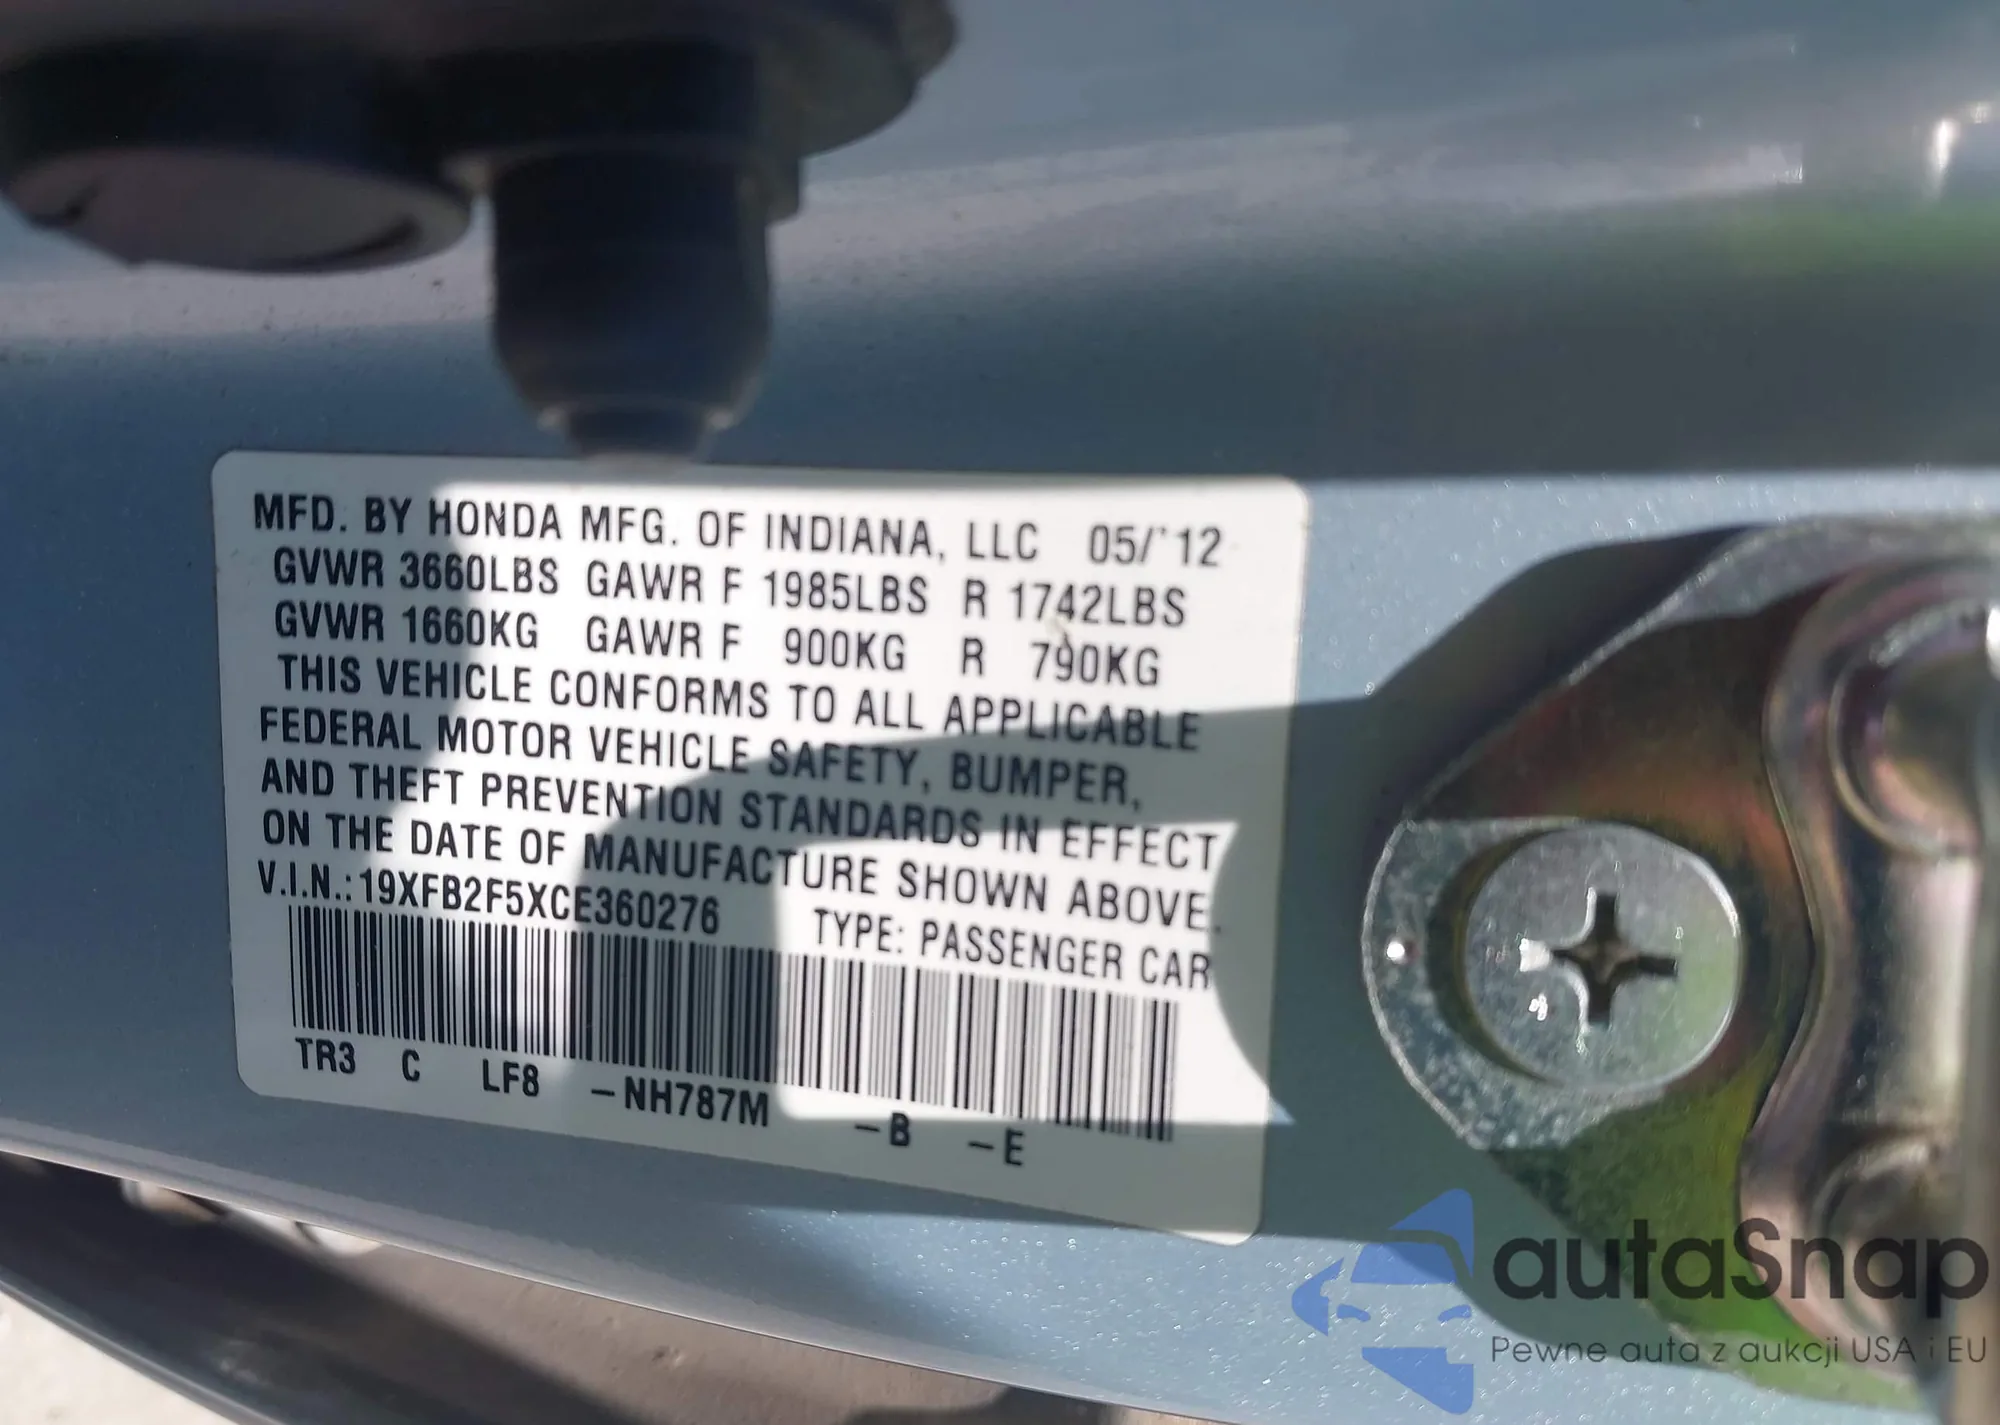 MFD. BY HONDA MFG. OF INDIANA, LLC 05/'12
GVWR 3660LBS GAWR F 1985LBS R 1742LBS
GVWR 1660KG GAWR F 900KG R 790KG
THIS VEHICLE CONFORMS TO ALL APPLICABLE
FEDERAL MOTOR VEHICLE SAFETY, BUMPER,
AND THEFT PREVENTION STANDARDS IN EFFECT
ON THE DATE OF MANUFACTURE SHOWN ABOVE.
V.I.N.: 19XFB2F5XCE360276 TYPE: PASSENGER CAR
TR3 C LF8 -NH787M -B -E
autaSnap
Pewne auta z aukcji USA i EU